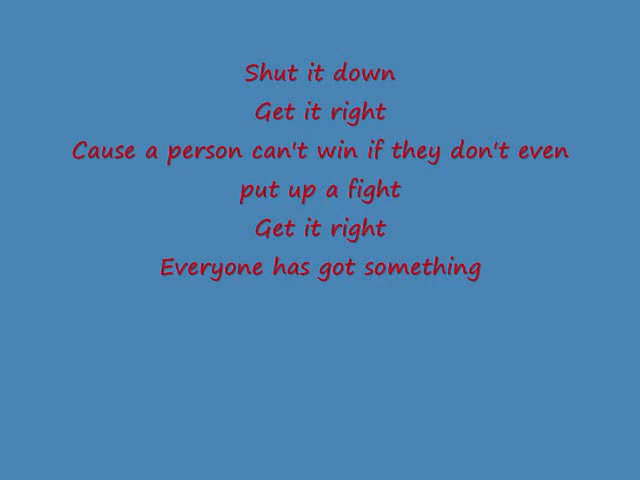 Shut it down
Get it right
Cause a person can't win if they don't even
put up a fight
Get it right
Everyone has got something